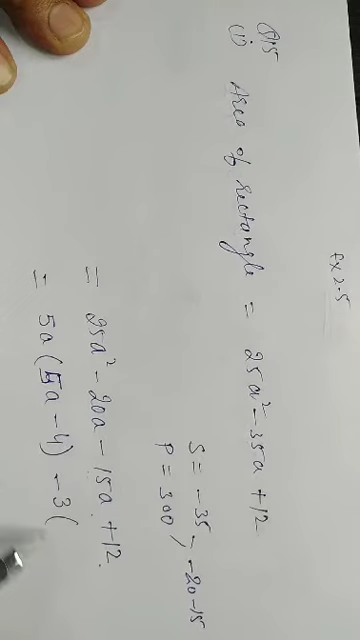 Ex 2.5
Q15
(i) Area of rectangle = 25a² - 35a + 12
S = -35, -20-15
P = 300
= 25a² - 20a - 15a + 12
= 5a(5a - 4) - 3(